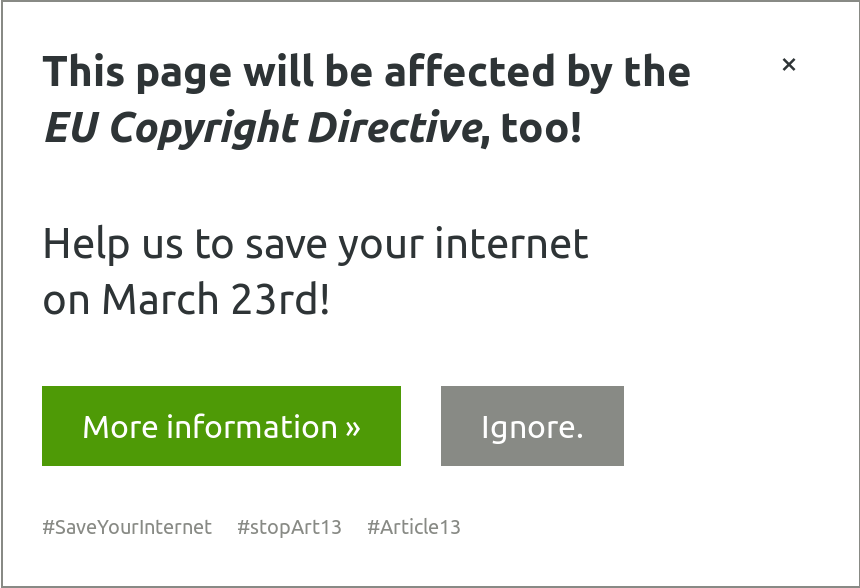 This page will be affected by the
×
EU Copyright Directive, too!
Help us to save your internet
on March 23rd!
More information »
Ignore.
#SaveYourInternet #stopArt13 #Article13